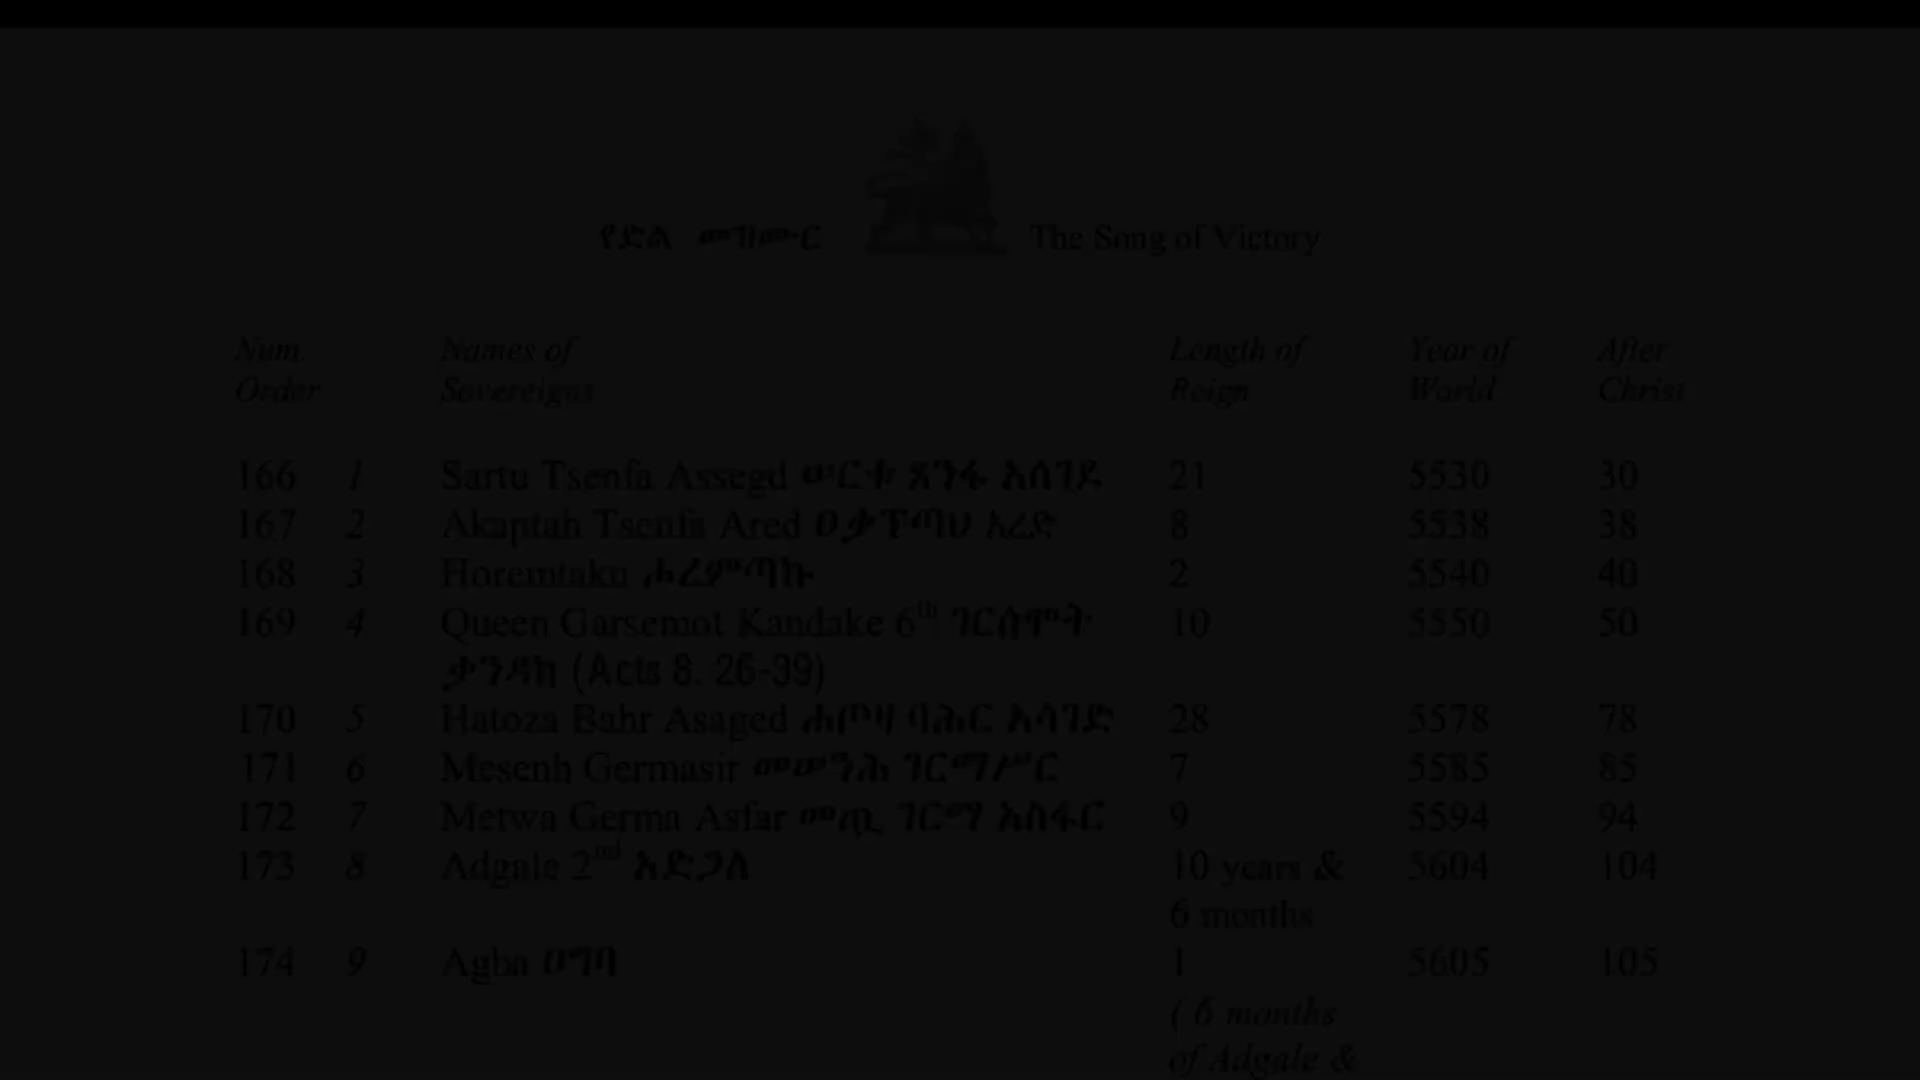 የድል መዝሙር The Song of Victory
Num. Names of Length of Year of After
Order Sovereigns Reign World Christ
166 1 Sartu Tsenfa Assegd ሠርቱ ጸንፋ አሰገዱ 21 5530 30
167 2 Akaptah Tsenfa Ared ዐቃፕጣህ አረድ 8 5538 38
168 3 Horemtaku ሖረምጣኩ 2 5540 40
169 4 Queen Garsemot Kandake 6th ገርሰሞት 10 5550 50
ቃንዳክ (Acts 8. 26-39)
170 5 Hatoza Bahr Asaged ሐጦዛ ባሕር አሳገድ 28 5578 78
171 6 Mesenh Germasir መሠንሕ ገርማሥር 7 5585 85
172 7 Metwa Germa Asfar ገርማ አስፋር 9 5594 94
173 8 Adgale 2nd አድጋለ 10 years & 5604 104
6 months
174 9 Agba ዐግባ 1 5605 105
( 6 months
of Adgale &